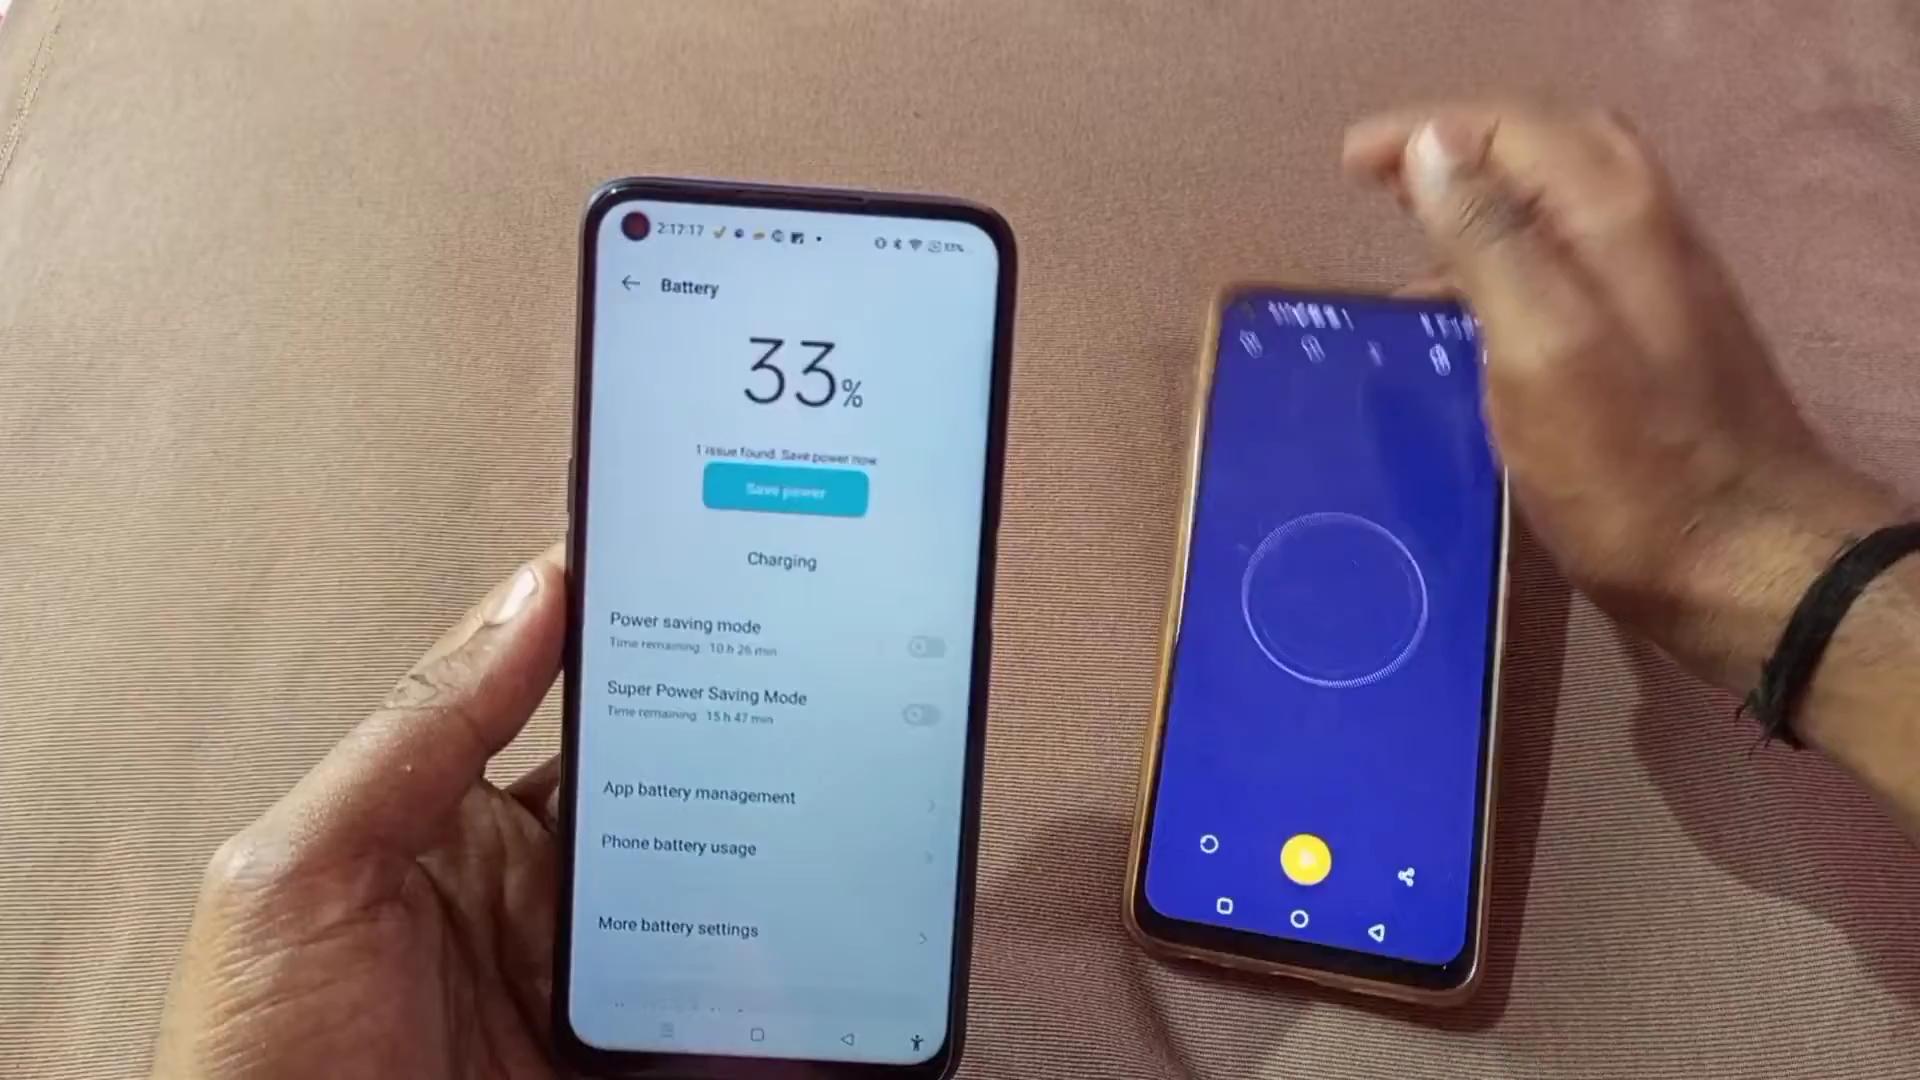 2:17:17
33%
Battery
33%
1 issue found. Save power now
Save power
Charging
Power saving mode
Time remaining: 10 h 26 min
Super Power Saving Mode
Time remaining: 15 h 47 min
App battery management
Phone battery usage
More battery settings